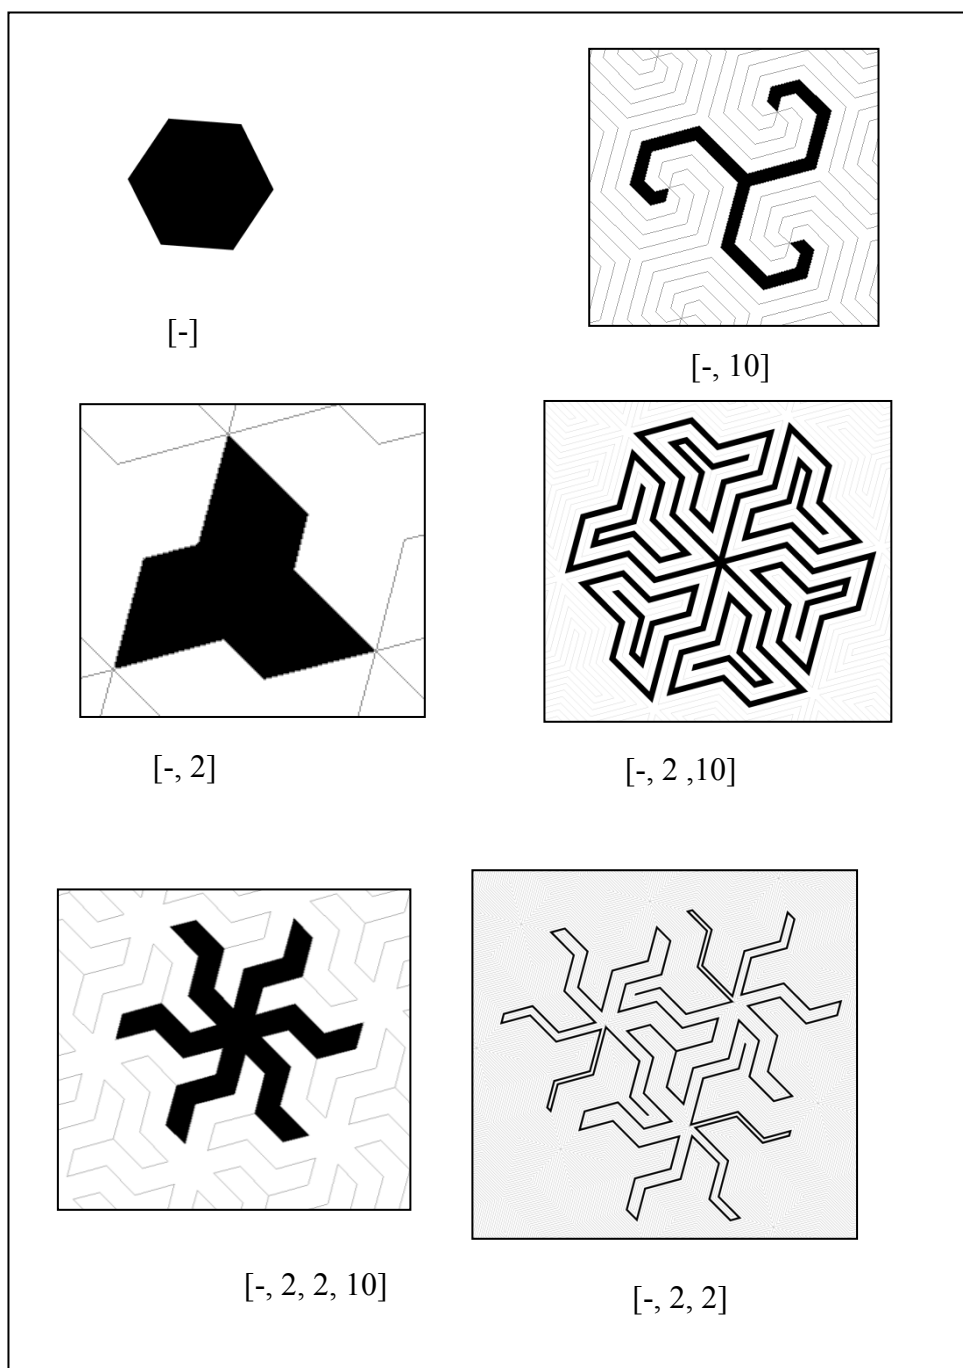 [-]
[-, 10]
[-, 2]
[-, 2 ,10]
[-, 2, 2, 10]
[-, 2, 2]